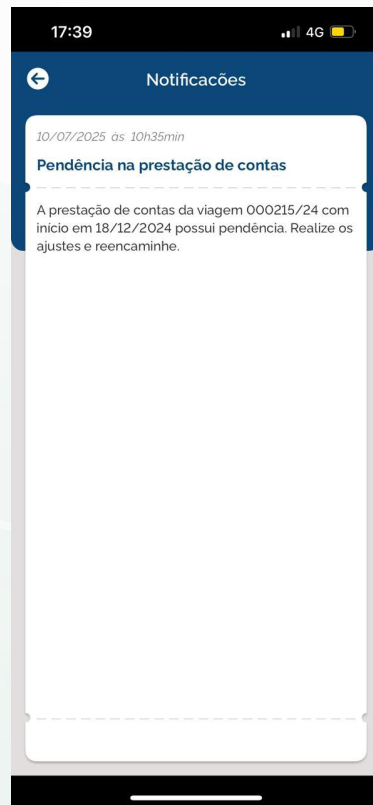 17:39
4G
Notificacões
10/07/2025 às 10h35min
Pendência na prestação de contas
A prestação de contas da viagem 000215/24 com
início em 18/12/2024 possui pendência. Realize os
ajustes e reencaminhe.